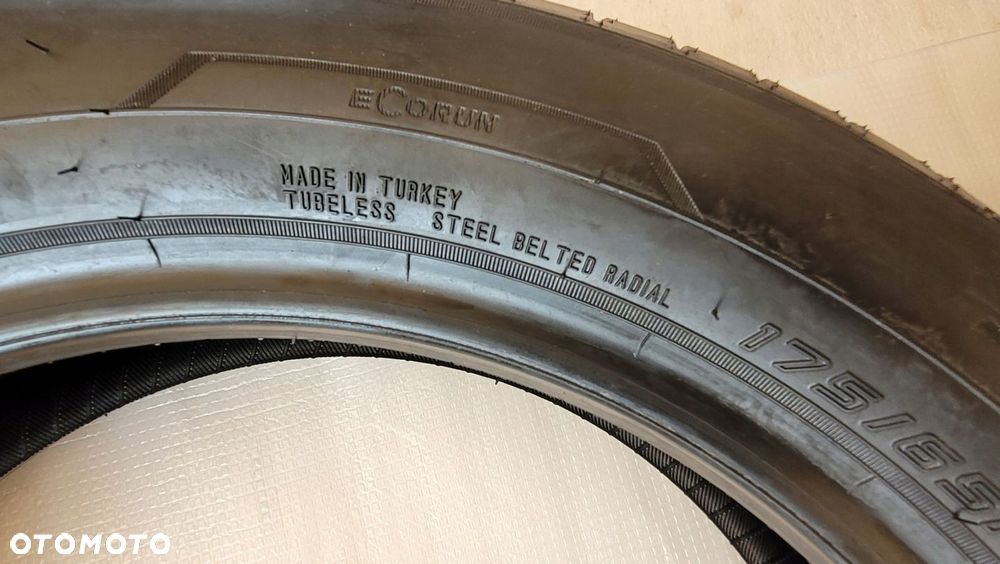 ECORUN
MADE IN TURKEY
TUBELESS STEEL BELTED RADIAL
175/65
OTOMOTO